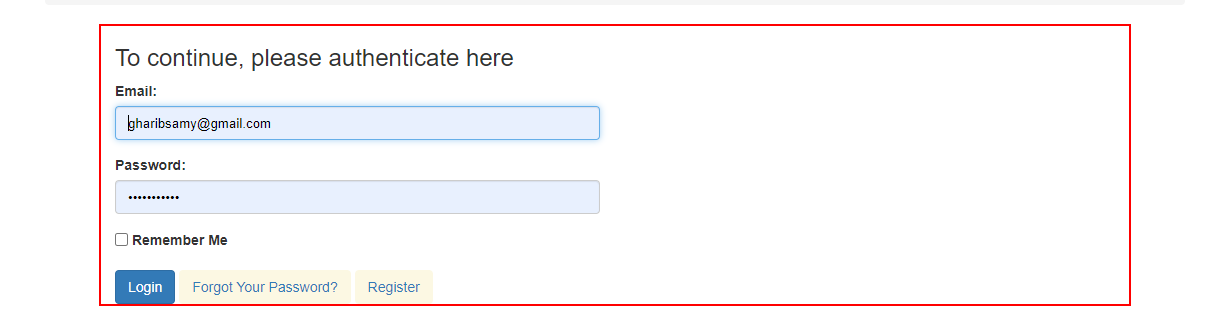 To continue, please authenticate here
Email:
gharibsamy@gmail.com
Password:
•••••••••••
Remember Me
Login Forgot Your Password? Register